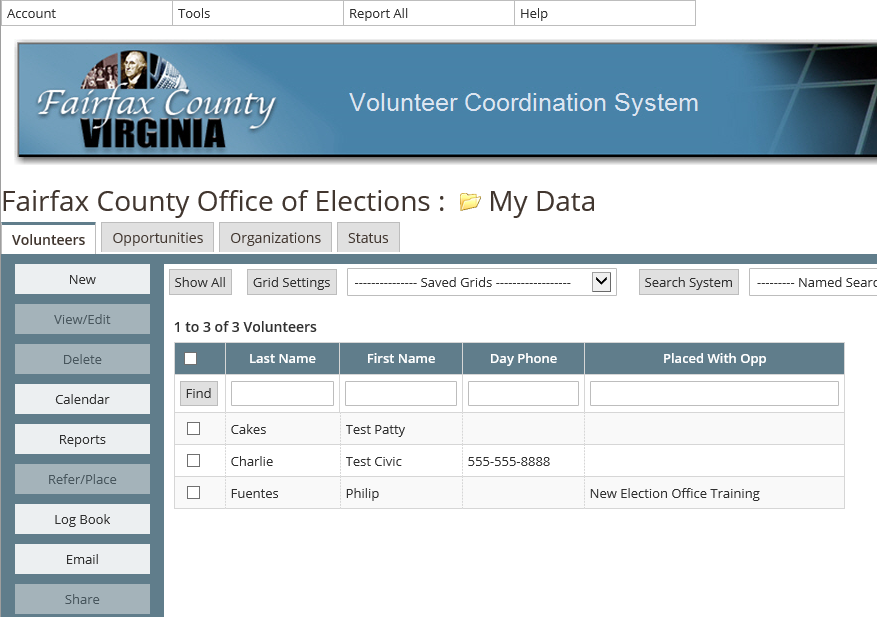 Account Tools Report All Help
Fairfax County
VIRGINIA
Volunteer Coordination System
Fairfax County Office of Elections : My Data
Volunteers Opportunities Organizations Status
New
View/Edit
Delete
Calendar
Reports
Refer/Place
Log Book
Email
Share
Show All Grid Settings --------------- Saved Grids ------------------ Search System --------- Named Searc
1 to 3 of 3 Volunteers
Last Name First Name Day Phone Placed With Opp
Find
Cakes Test Patty
Charlie Test Civic 555-555-8888
Fuentes Philip New Election Office Training